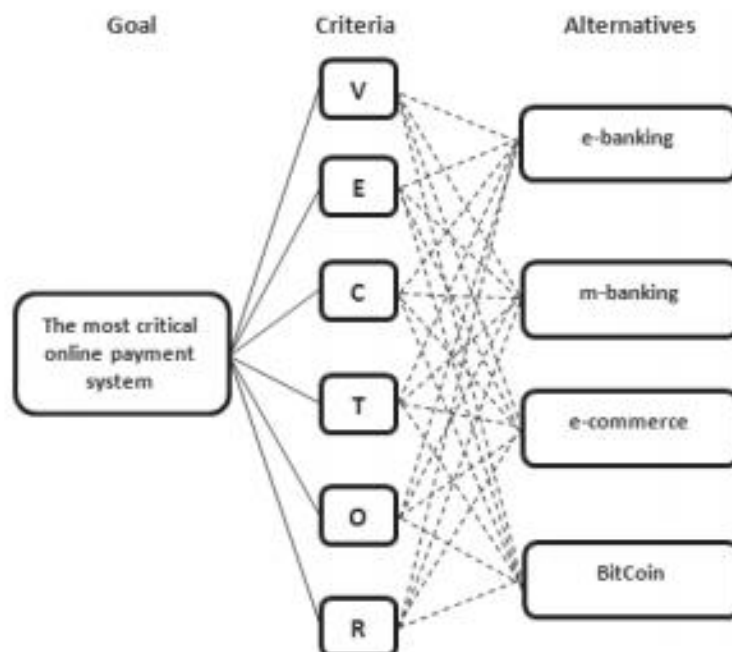 Goal
Criteria
Alternatives
V
E
C
T
O
R
The most critical
online payment
system
e-banking
m-banking
e-commerce
BitCoin